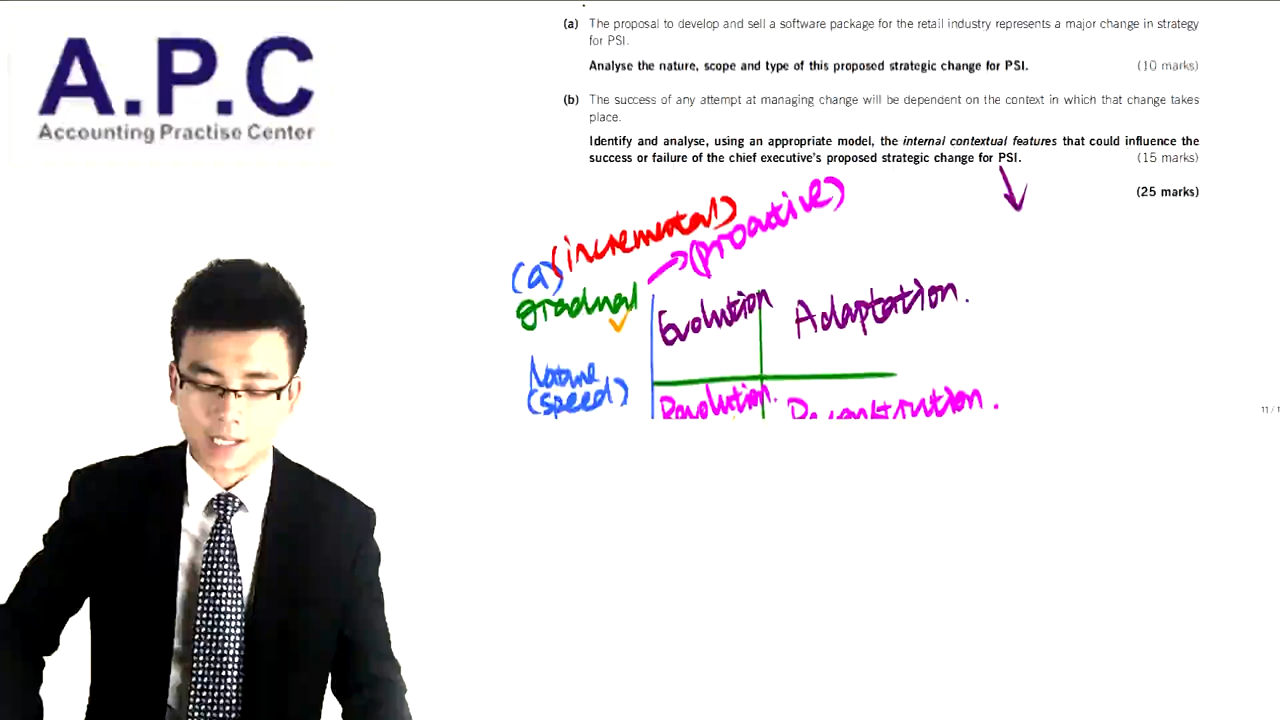 A.P.C
Accounting Practise Center
(a) The proposal to develop and sell a software package for the retail industry represents a major change in strategy
for PSI.
Analyse the nature, scope and type of this proposed strategic change for PSI. (10 marks)
(b) The success of any attempt at managing change will be dependent on the context in which that change takes
place.
Identify and analyse, using an appropriate model, the internal contextual features that could influence the
success or failure of the chief executive's proposed strategic change for PSI. (15 marks)
(25 marks)
(a) (incremental) (proactive)
gradual
Evolution Adaptation.
Nature
(speed)
Revolution.